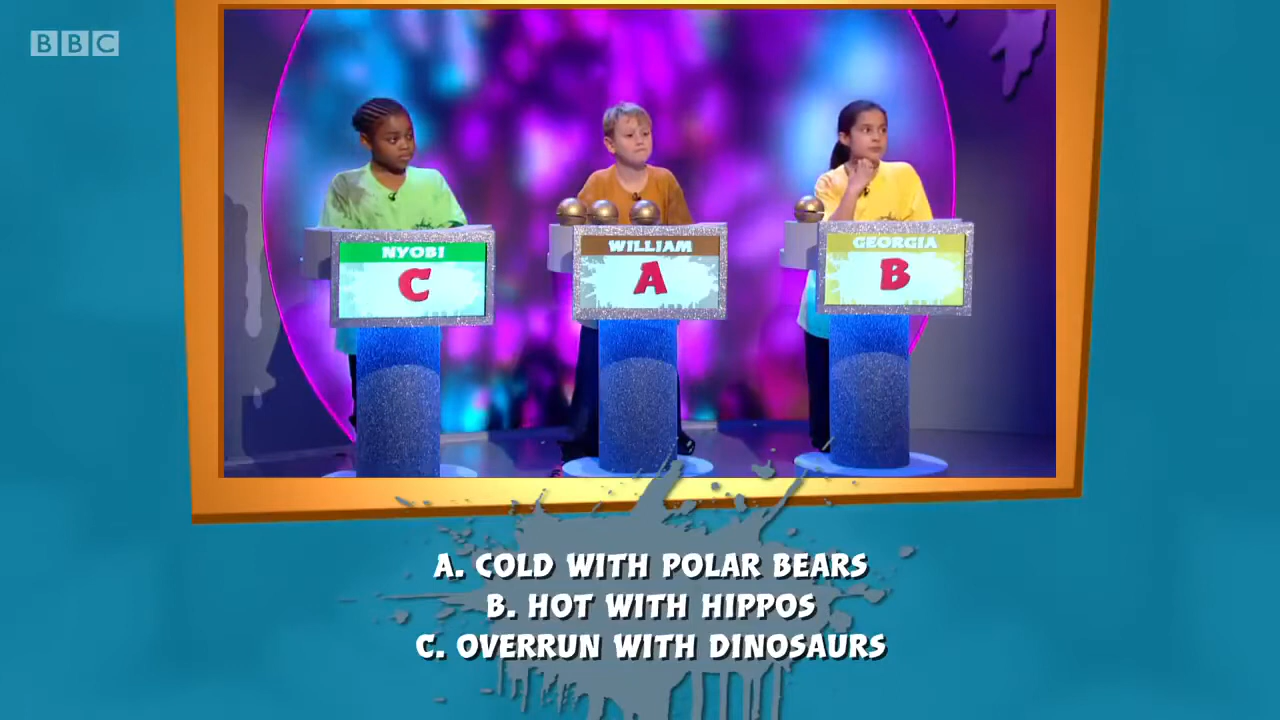 BBC
NYOBI
C
WILLIAM
A
GEORGIA
B
A. COLD WITH POLAR BEARS
B. HOT WITH HIPPOS
C. OVERRUN WITH DINOSAURS